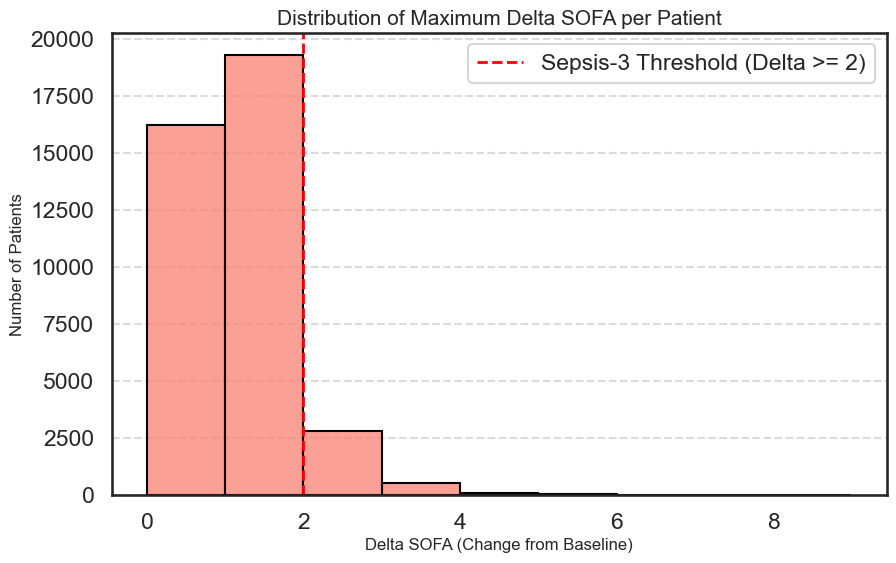 Distribution of Maximum Delta SOFA per Patient
Sepsis-3 Threshold (Delta >= 2)
Number of Patients
20000
17500
15000
12500
10000
7500
5000
2500
0
0 2 4 6 8
Delta SOFA (Change from Baseline)